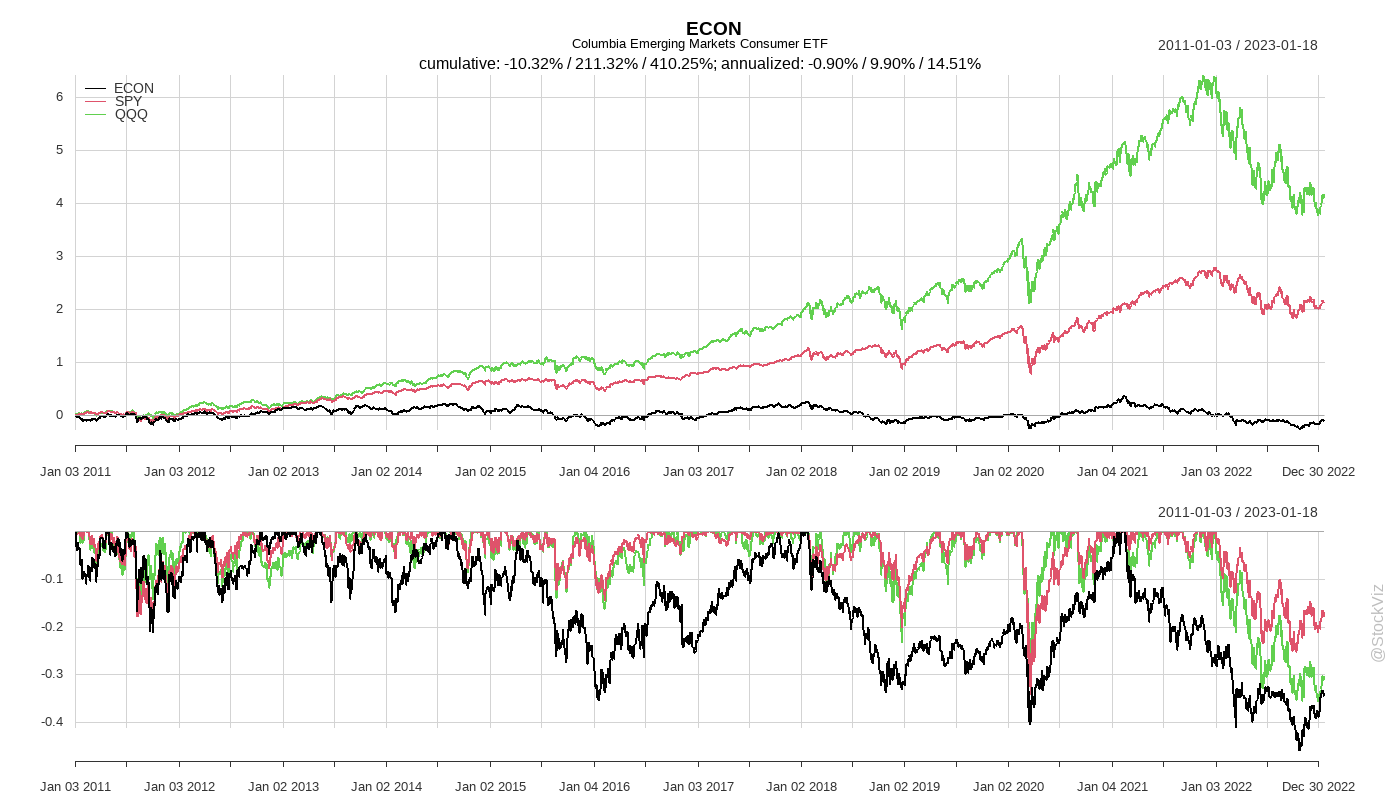 ECON
Columbia Emerging Markets Consumer ETF
2011-01-03 / 2023-01-18
cumulative: -10.32% / 211.32% / 410.25%; annualized: -0.90% / 9.90% / 14.51%
ECON
SPY
QQQ
6
5
4
3
2
1
0
Jan 03 2011 Jan 03 2012 Jan 02 2013 Jan 02 2014 Jan 02 2015 Jan 04 2016 Jan 03 2017 Jan 02 2018 Jan 02 2019 Jan 02 2020 Jan 04 2021 Jan 03 2022 Dec 30 2022
2011-01-03 / 2023-01-18
-0.1
-0.2
-0.3
-0.4
Jan 03 2011 Jan 03 2012 Jan 02 2013 Jan 02 2014 Jan 02 2015 Jan 04 2016 Jan 03 2017 Jan 02 2018 Jan 02 2019 Jan 02 2020 Jan 04 2021 Jan 03 2022 Dec 30 2022
@StockViz